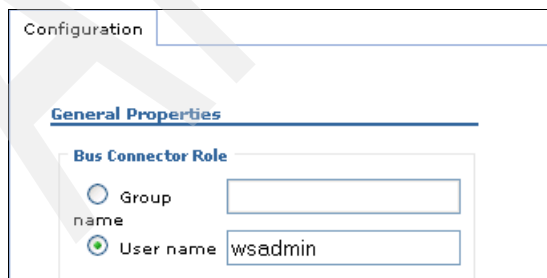 Configuration
General Properties
Bus Connector Role
Group
name
User name wsadmin